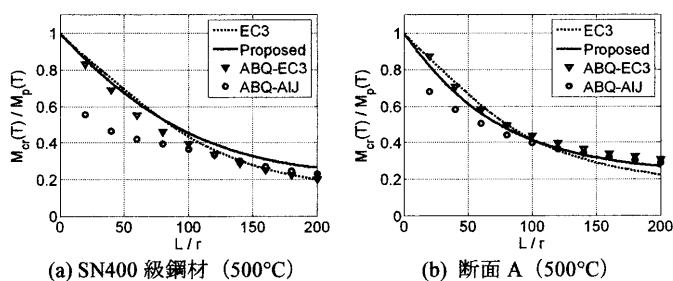 EC3
Proposed
ABQ-EC3
ABQ-AIJ
M_cr(T) / M_p(T)
1
0.8
0.6
0.4
0.2
0
0 50 100 150 200
L / r
(a) SN400 級鋼材（500°C）
EC3
Proposed
ABQ-EC3
ABQ-AIJ
M_cr(T) / M_p(T)
1
0.8
0.6
0.4
0.2
0
0 50 100 150 200
L / r
(b) 断面 A（500°C）